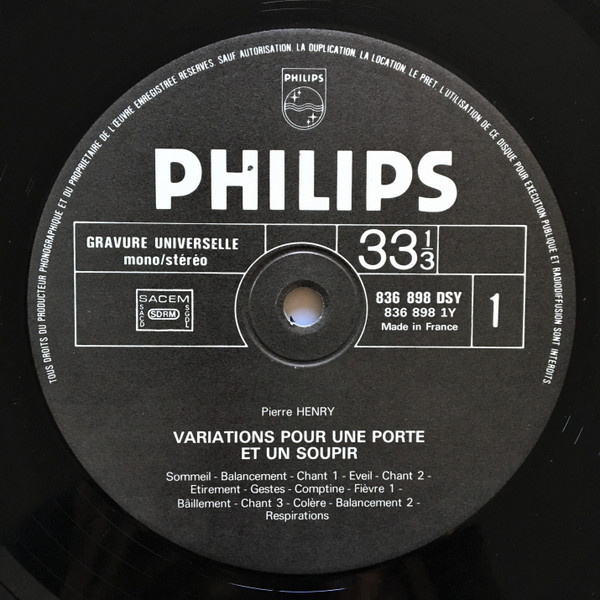 TOUS DROITS DU PRODUCTEUR PHONOGRAPHIQUE ET DU PROPRIETAIRE DE L'ŒUVRE ENREGISTREE RESERVES. SAUF AUTORISATION, LA DUPLICATION, LA LOCATION, LE PRET, L'UTILISATION DE CE DISQUE POUR EXECUTION PUBLIQUE ET RADIODIFFUSION SONT INTERDITS
PHILIPS
PHILIPS
GRAVURE UNIVERSELLE
mono/stéréo
33 1/3
SACEM
SACD
SDRM
SGDL
836 898 DSY
836 898 1Y
Made in France
1
Pierre HENRY
VARIATIONS POUR UNE PORTE
ET UN SOUPIR
Sommeil - Balancement - Chant 1 - Eveil - Chant 2 -
Etirement - Gestes - Comptine - Fièvre 1 -
Bâillement - Chant 3 - Colère - Balancement 2 -
Respirations